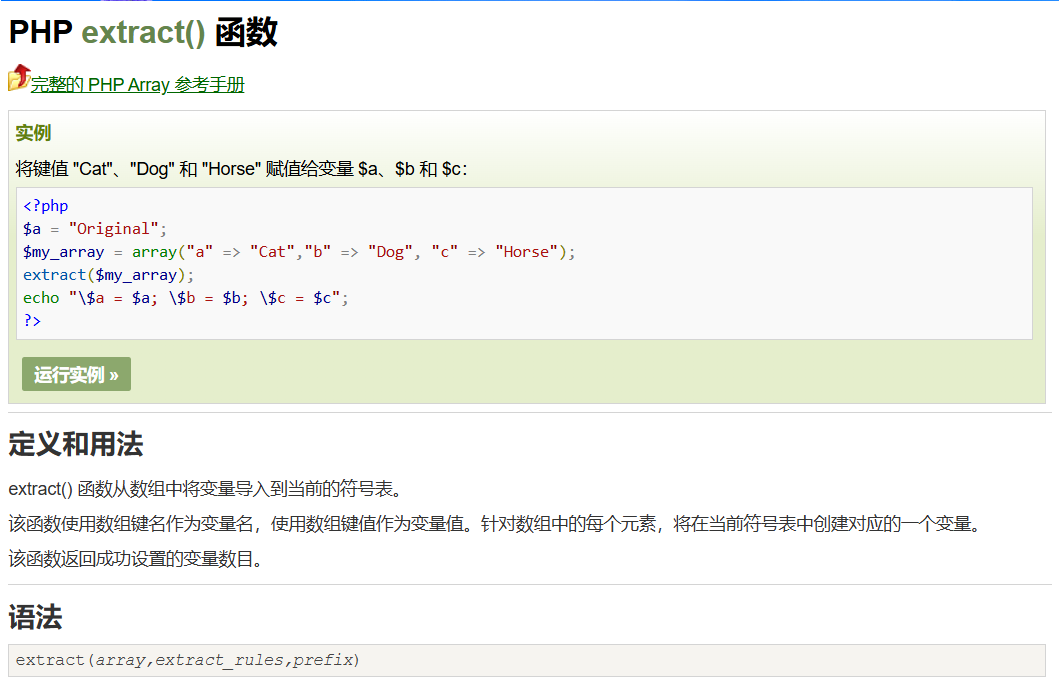 PHP extract() 函数
完整的 PHP Array 参考手册
实例
将键值 "Cat"、"Dog" 和 "Horse" 赋值给变量 $a、$b 和 $c：
<?php
$a = "Original";
$my_array = array("a" => "Cat","b" => "Dog", "c" => "Horse");
extract($my_array);
echo "\$a = $a; \$b = $b; \$c = $c";
?>
运行实例 »
定义和用法
extract() 函数从数组中将变量导入到当前的符号表。
该函数使用数组键名作为变量名，使用数组键值作为变量值。针对数组中的每个元素，将在当前符号表中创建对应的一个变量。
该函数返回成功设置的变量数目。
语法
extract(array,extract_rules,prefix)